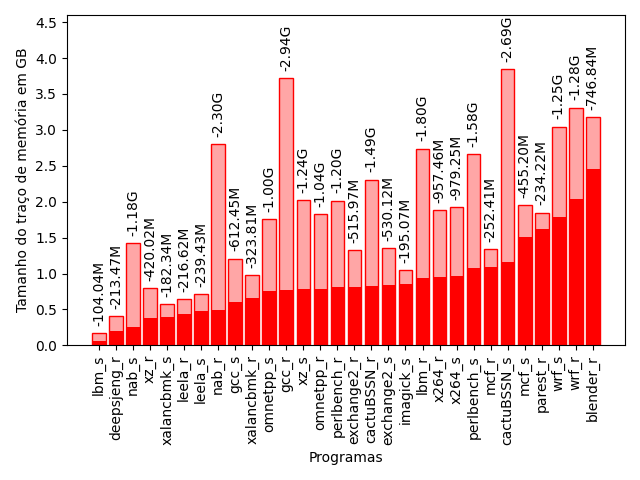 Tamanho do traço de memória em GB
4.5
4.0
3.5
3.0
2.5
2.0
1.5
1.0
0.5
0.0
-104.04M
-213.47M
-1.18G
-420.02M
-182.34M
-216.62M
-239.43M
-2.30G
-612.45M
-323.81M
-1.00G
-2.94G
-1.24G
-1.04G
-1.20G
-515.97M
-1.49G
-530.12M
-195.07M
-1.80G
-957.46M
-979.25M
-1.58G
-252.41M
-2.69G
-455.20M
-234.22M
-1.25G
-1.28G
-746.84M
lbm_s
deepsjeng_r
nab_s
xz_r
xalancbmk_s
leela_r
leela_s
nab_r
gcc_s
xalancbmk_r
omnetpp_s
gcc_r
xz_s
omnetpp_r
perlbench_r
exchange2_r
cactuBSSN_r
exchange2_s
imagick_s
lbm_r
x264_r
x264_s
perlbench_s
mcf_r
cactuBSSN_s
mcf_s
parest_r
wrf_s
wrf_r
blender_r
Programas